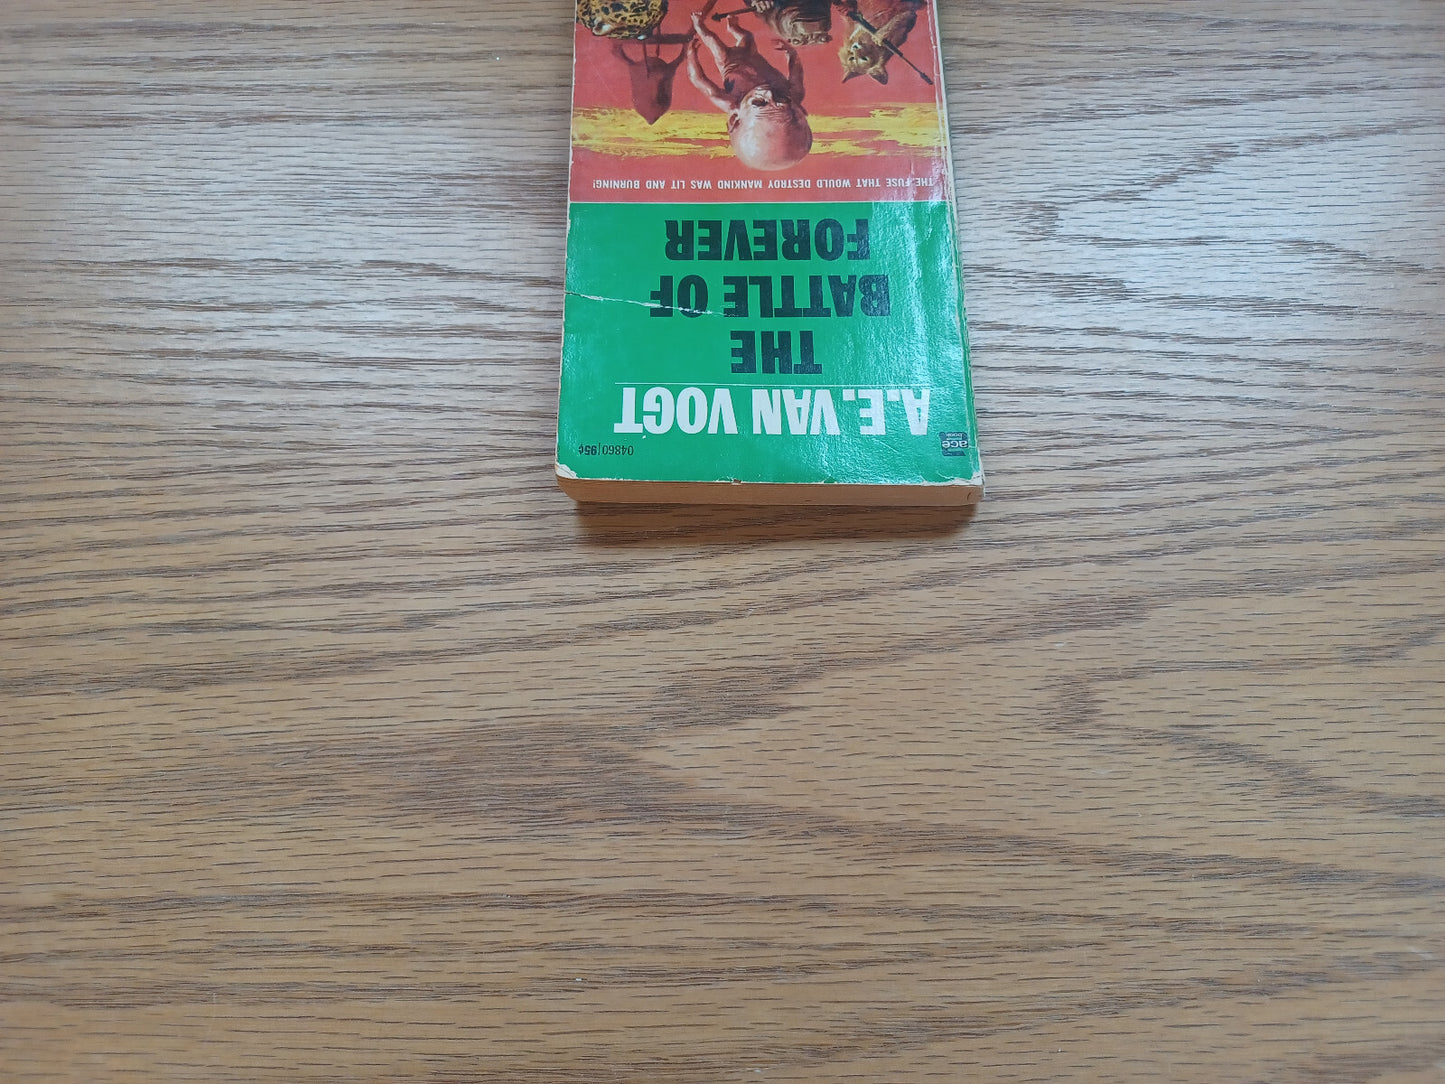 ace
book
04860 | 95¢
A.E. VAN VOGT
THE
BATTLE OF
FOREVER
THE FUSE THAT WOULD DESTROY MANKIND WAS LIT AND BURNING!